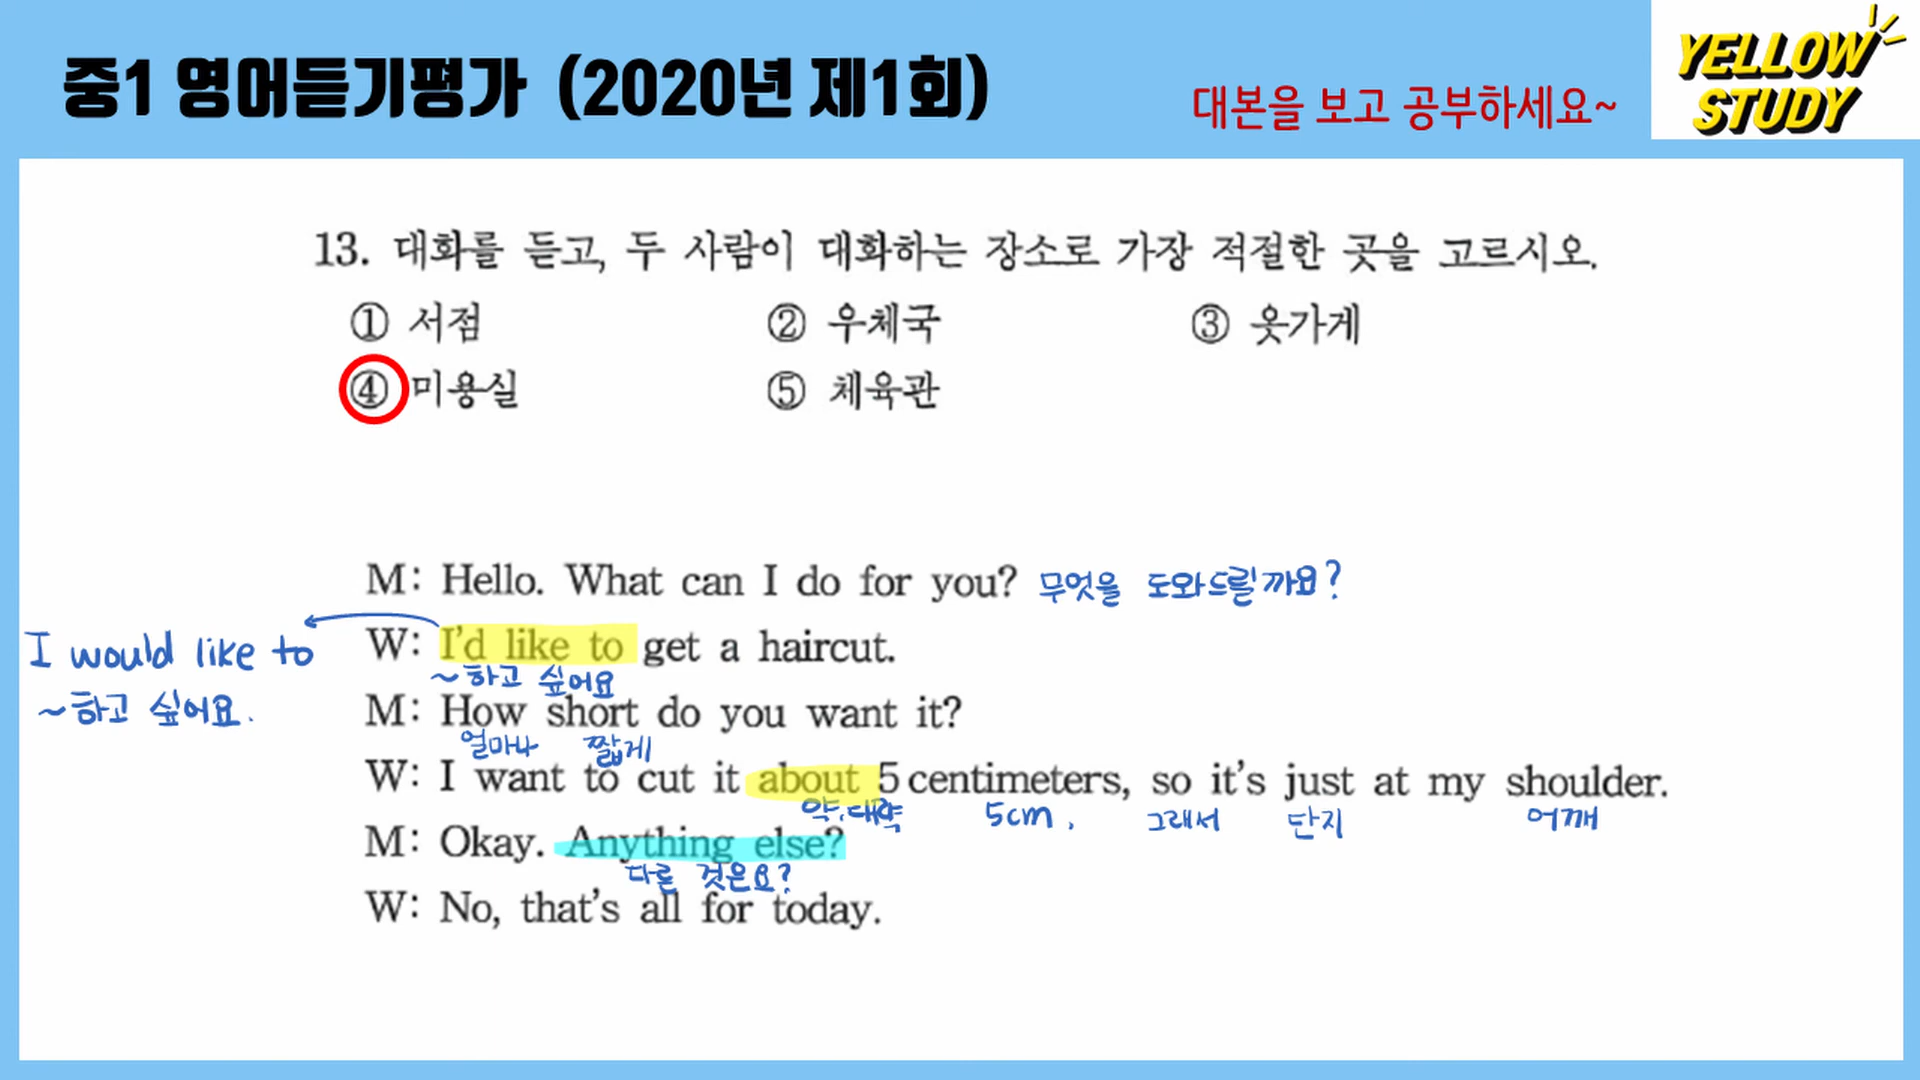 중1 영어듣기평가 (2020년 제1회)
대본을 보고 공부하세요~
YELLOW
STUDY
13. 대화를 듣고, 두 사람이 대화하는 장소로 가장 적절한 곳을 고르시오.
① 서점 ② 우체국 ③ 옷가게
④ 미용실 ⑤ 체육관
M: Hello. What can I do for you? 무엇을 도와드릴까요?
I would like to
~하고 싶어요.
W: I'd like to get a haircut.
~하고 싶어요
M: How short do you want it?
얼마나 짧게
W: I want to cut it about 5 centimeters, so it's just at my shoulder.
약, 대략 5cm, 그래서 단지 어깨
M: Okay. Anything else?
다른 것은요?
W: No, that's all for today.